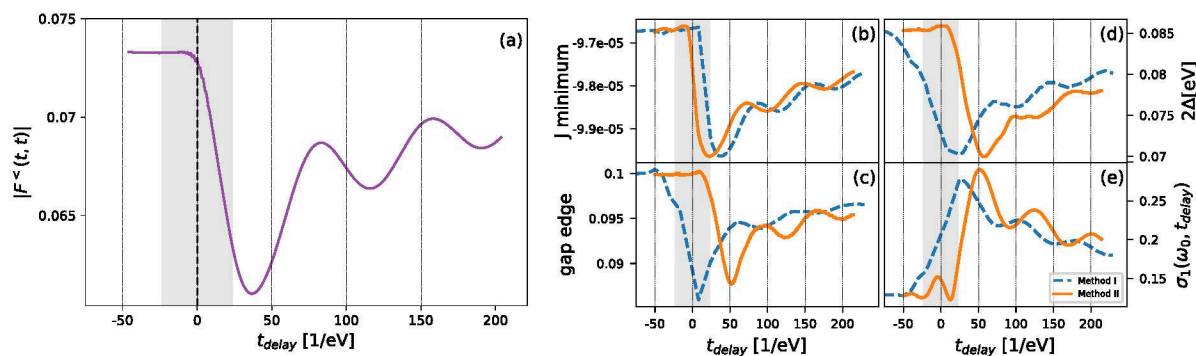 0.075
(a)
0.070
|F<(t, t)|
0.065
-50 0 50 100 150 200
t_delay [1/eV]
(b)
-9.7e-05
-9.8e-05
-9.9e-05
J minimum
(d)
0.085
0.080
0.075
0.070
2Δ[eV]
(c)
0.1
0.095
0.09
gap edge
-50 0 50 100 150 200
t_delay [1/eV]
(e)
0.25
0.2
0.15
σ1(ω0, t_delay)
Method I
Method II
-50 0 50 100 150 200
t_delay [1/eV]